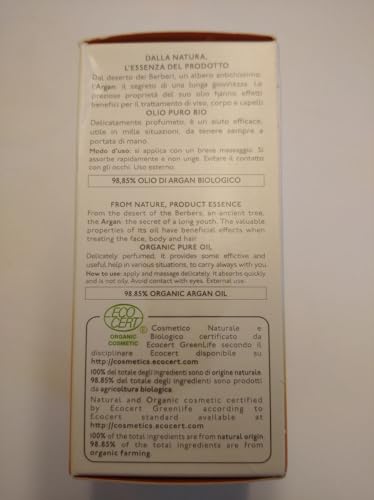 DALLA NATURA,
L'ESSENZA DEL PRODOTTO
Dal deserto dei Berberi, un albero antichissimo:
l'Argan: il segreto di una lunga giovinezza. Le
preziose proprietà del suo olio hanno effetti
benefici per il trattamento di viso, corpo e capelli.
OLIO PURO BIO
Delicatamente profumato, è un aiuto efficace,
utile in mille situazioni, da tenere sempre a
portata di mano.
Modo d'uso: si applica con un breve massaggio. Si
assorbe rapidamente e non unge. Evitare il contatto
con gli occhi. Uso esterno.
98,85% OLIO DI ARGAN BIOLOGICO
FROM NATURE, PRODUCT ESSENCE
From the desert of the Berbers, an ancient tree,
the Argan: the secret of a long youth. The valuable
properties of its oil have beneficial effects when
treating the face, body and hair
ORGANIC PURE OIL
Delicately perfumed, it provides some effective and
useful help in various situations, to carry always with you.
How to use: apply and massage delicately. It absorbs quickly
and is not oily. Avoid contact with eyes. External use.
98.85% ORGANIC ARGAN OIL
ECO
CERT
®
ORGANIC
COSMETIC
Cosmetico Naturale e
Biologico certificato da
Ecocert GreenLife secondo il
disciplinare Ecocert disponibile su
http://cosmetics.ecocert.com
100% del totale degli ingredienti sono di origine naturale
98.85% del totale degli ingredienti sono prodotti
da agricoltura biologica.
Natural and Organic cosmetic certified
by Ecocert Greenlife according to
Ecocert standard available at
http://cosmetics.ecocert.com
100% of the total ingredients are from natural origin
98.85% of the total ingredients are from
organic farming.